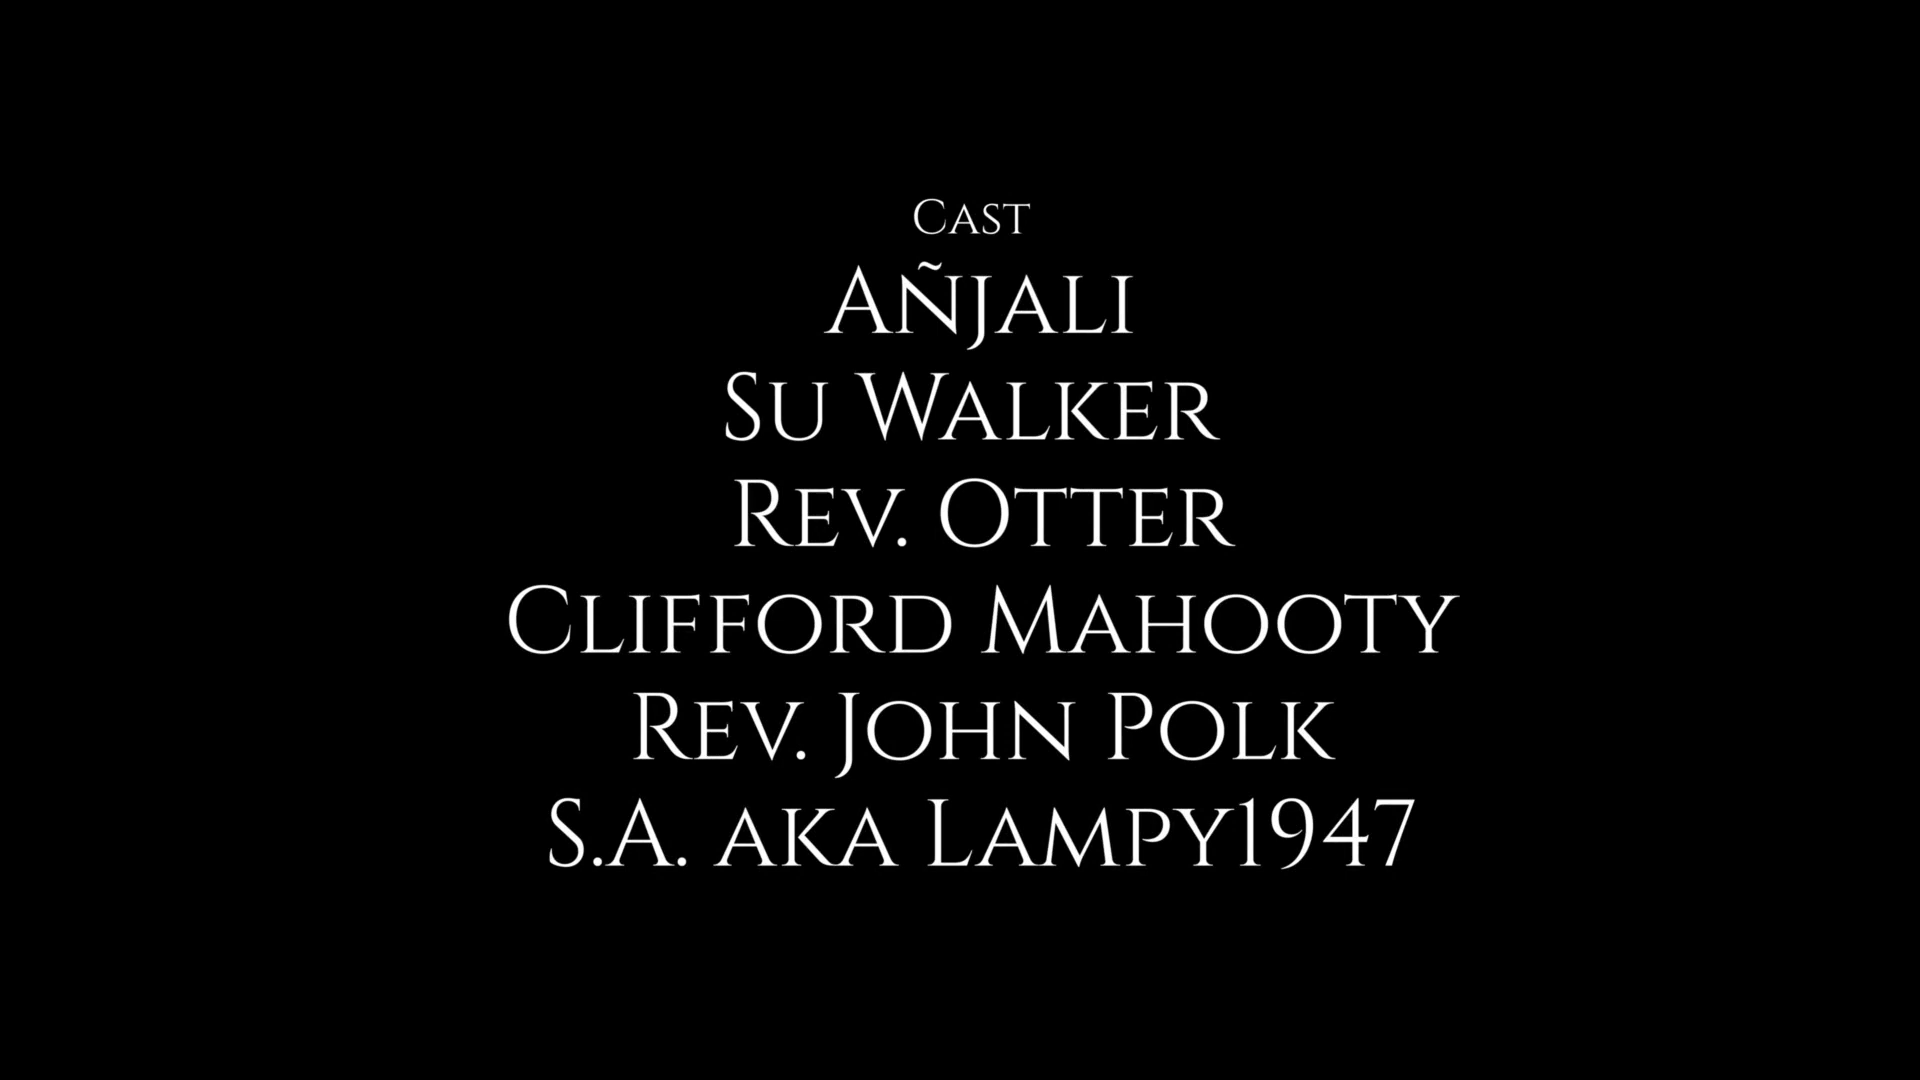 Cast
Añjali
Su Walker
Rev. Otter
Clifford Mahooty
Rev. John Polk
S.A. aka Lampy1947